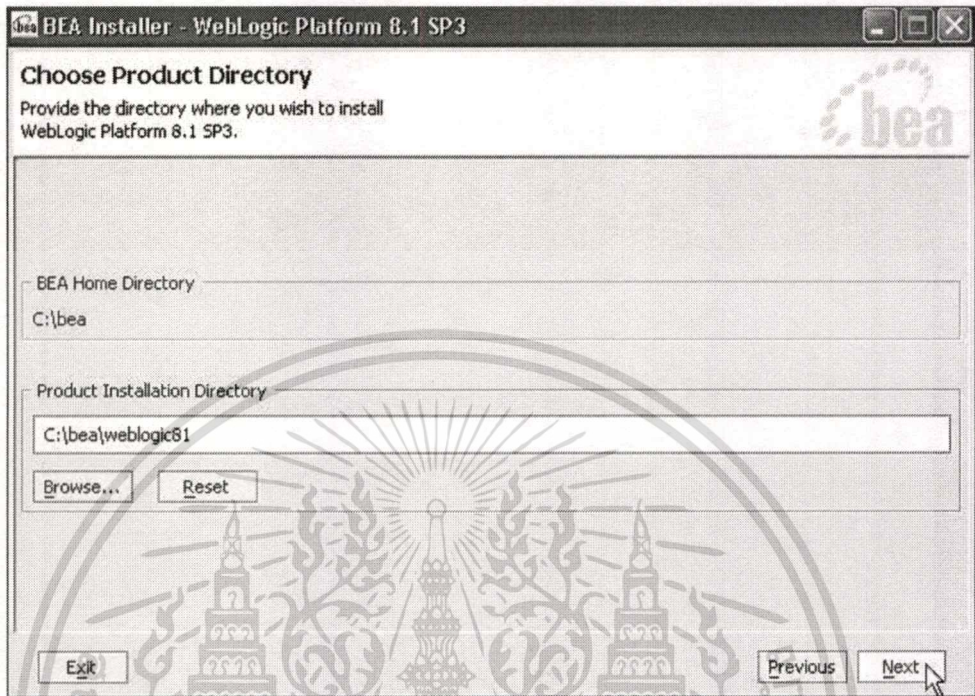 bea BEA Installer - WebLogic Platform 8.1 SP3
Choose Product Directory
Provide the directory where you wish to install
WebLogic Platform 8.1 SP3.
bea
BEA Home Directory
C:\bea
Product Installation Directory
C:\bea\weblogic81
Browse... Reset
Exit Previous Next